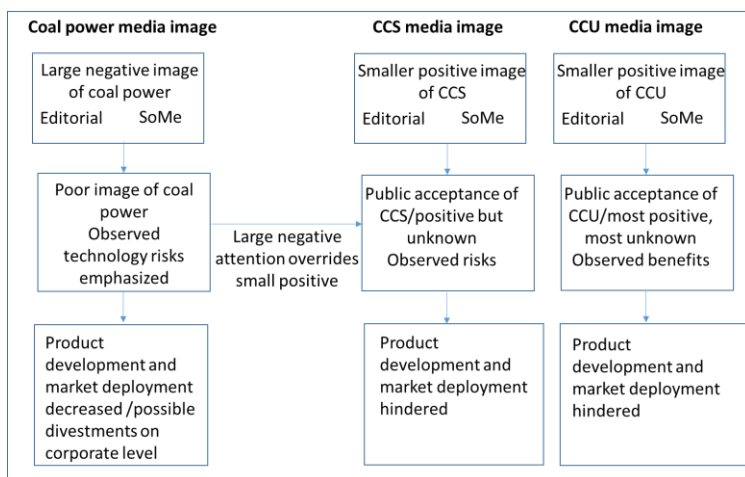 Coal power media image
CCS media image
CCU media image
Large negative
image of
coal power
Editorial SoMe
Smaller positive image
of CCS
Editorial SoMe
Smaller positive image
of CCU
Editorial SoMe
Poor image of coal
power
Observed
technology risks
emphasized
Large negative
attention overrides
small positive
Public acceptance of
CCS/positive but
unknown
Observed risks
Public acceptance of
CCU/most positive,
most unknown
Observed benefits
Product
development and
market deployment
decreased /possible
divestments on
corporate level
Product
development and
market deployment
hindered
Product
development and
market deployment
hindered